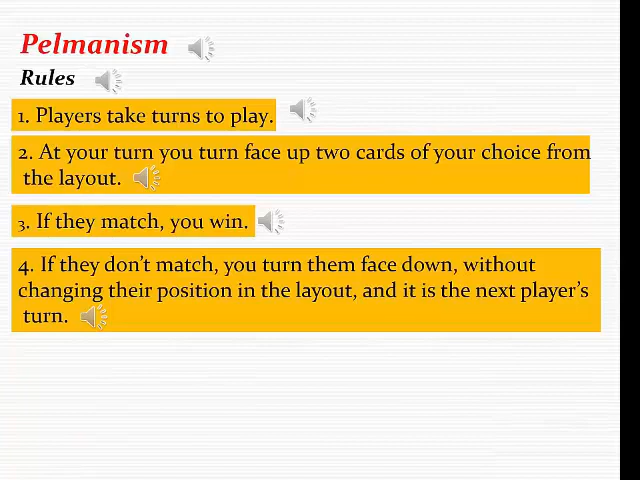 Pelmanism
Rules
1. Players take turns to play.
2. At your turn you turn face up two cards of your choice from
the layout.
3. If they match, you win.
4. If they don’t match, you turn them face down, without
changing their position in the layout, and it is the next player’s
turn.